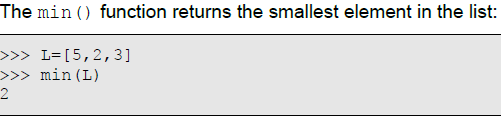 The min() function returns the smallest element in the list:
>>> L=[5,2,3]
>>> min(L)
2